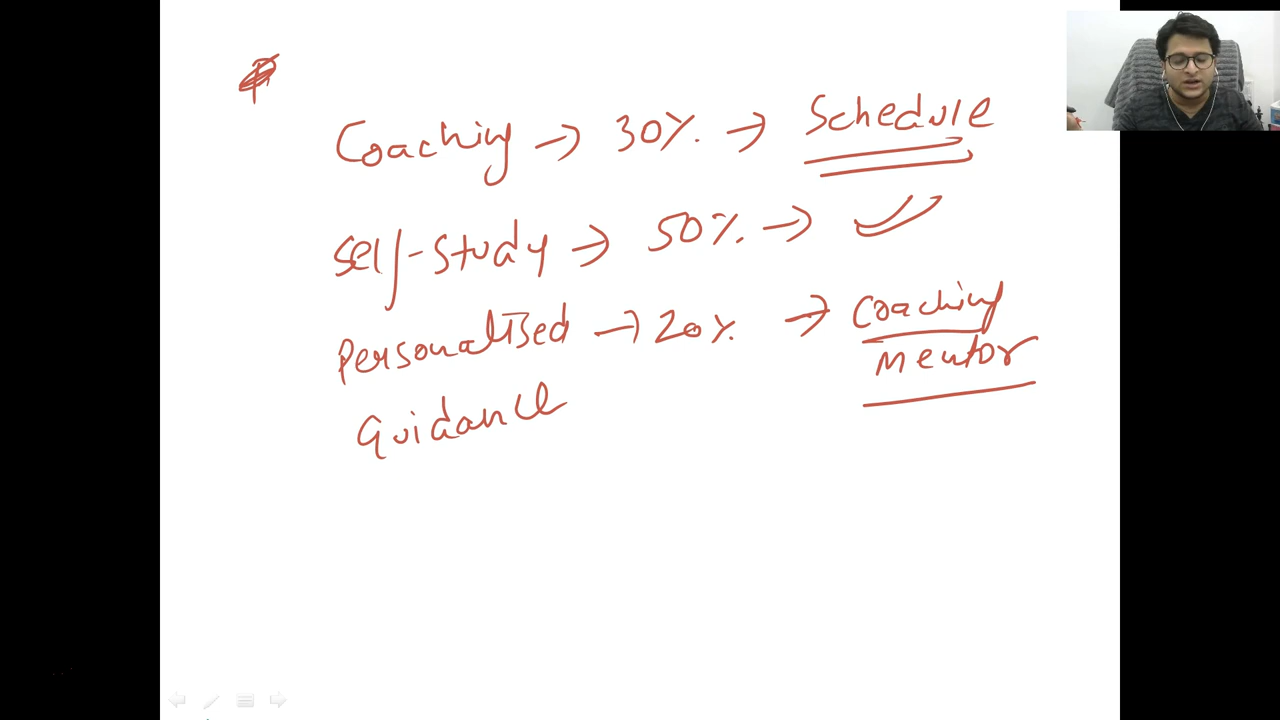 Coaching → 30% → Schedule
Self-study → 50% → ✓
Personalised → 20% → Coaching
Guidance mentor